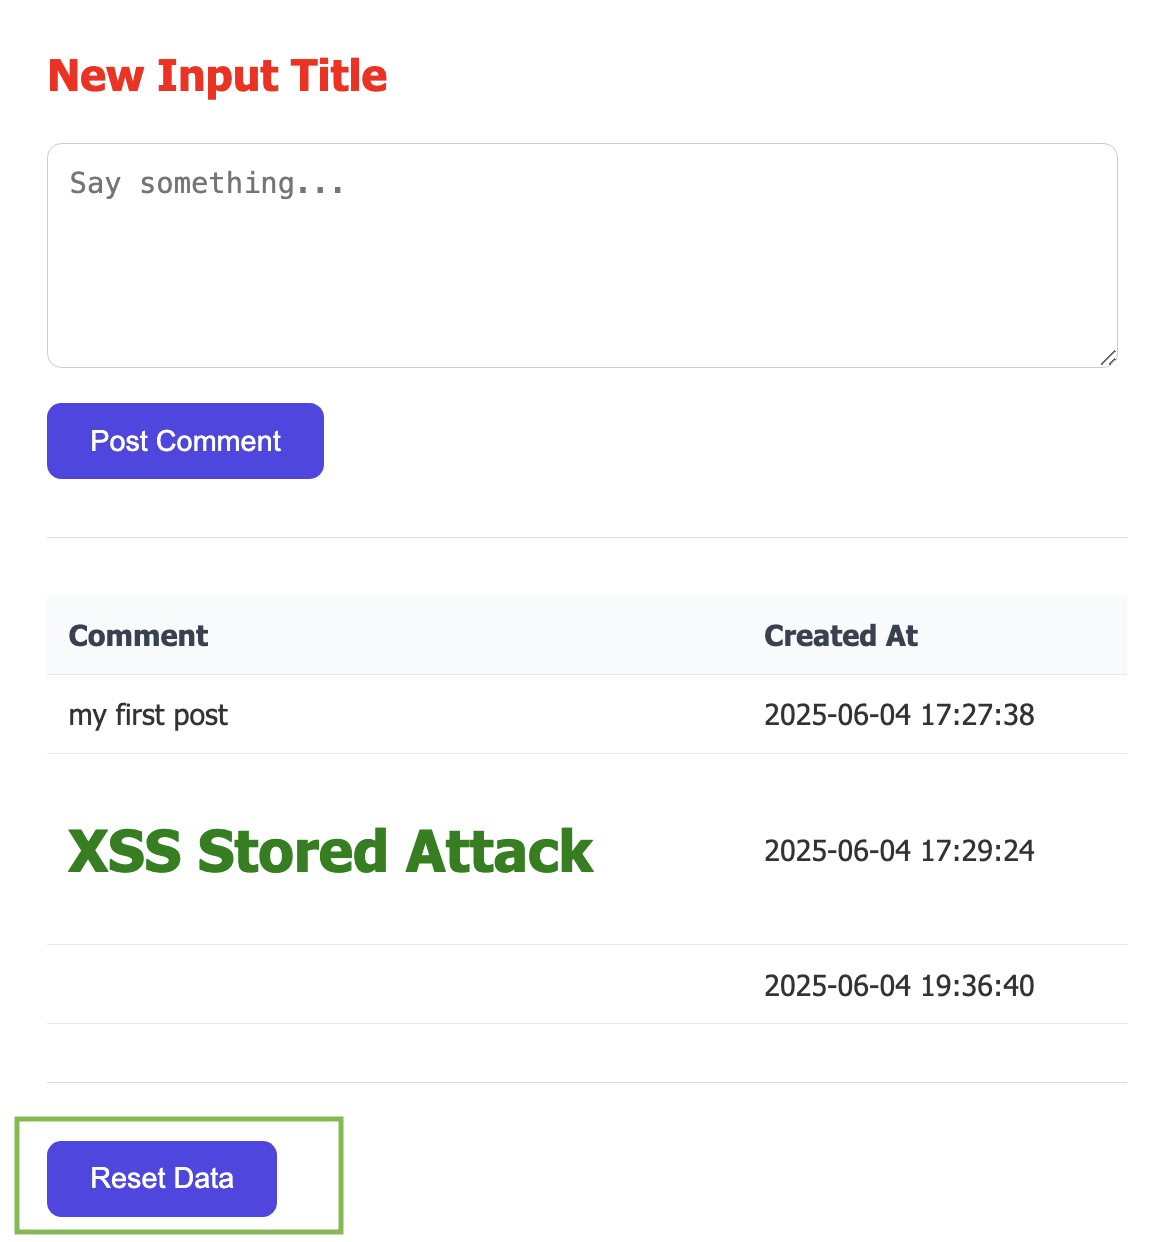 New Input Title
Say something...
Post Comment
Comment Created At
my first post 2025-06-04 17:27:38
XSS Stored Attack 2025-06-04 17:29:24
2025-06-04 19:36:40
Reset Data